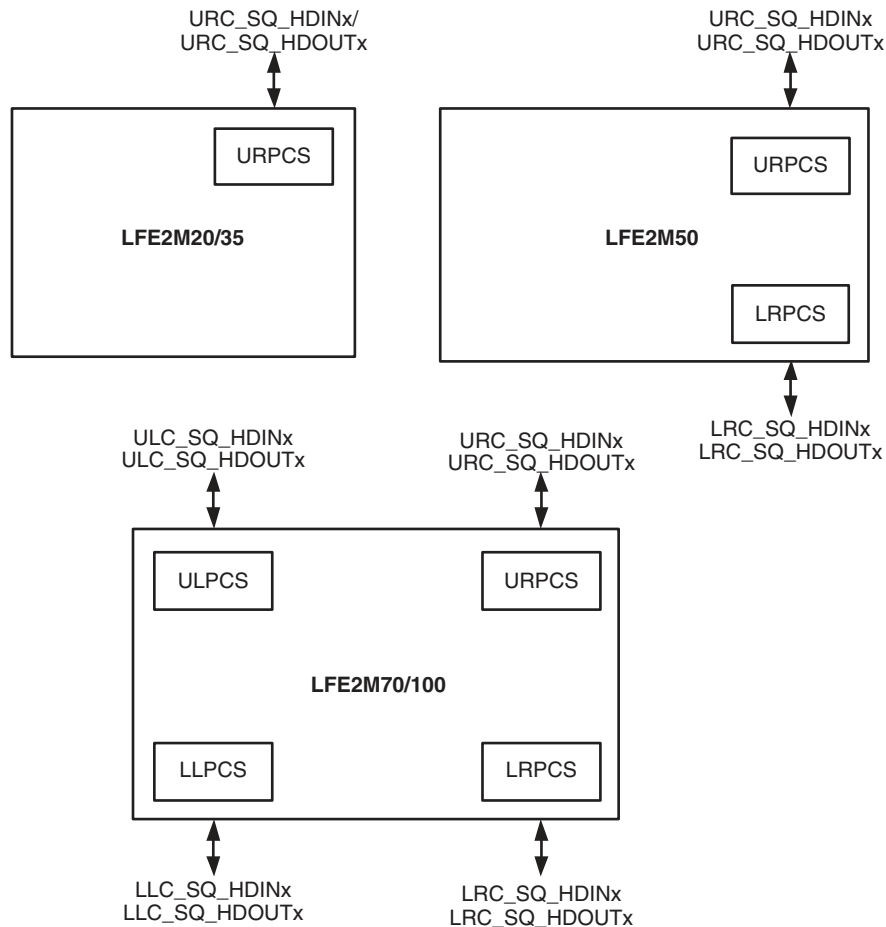 URC_SQ_HDINx/
URC_SQ_HDOUTx
URPCS
LFE2M20/35
URC_SQ_HDINx
URC_SQ_HDOUTx
URPCS
LFE2M50
LRPCS
LRC_SQ_HDINx
LRC_SQ_HDOUTx
ULC_SQ_HDINx
ULC_SQ_HDOUTx
URC_SQ_HDINx
URC_SQ_HDOUTx
ULPCS
URPCS
LFE2M70/100
LLPCS
LRPCS
LLC_SQ_HDINx
LLC_SQ_HDOUTx
LRC_SQ_HDINx
LRC_SQ_HDOUTx